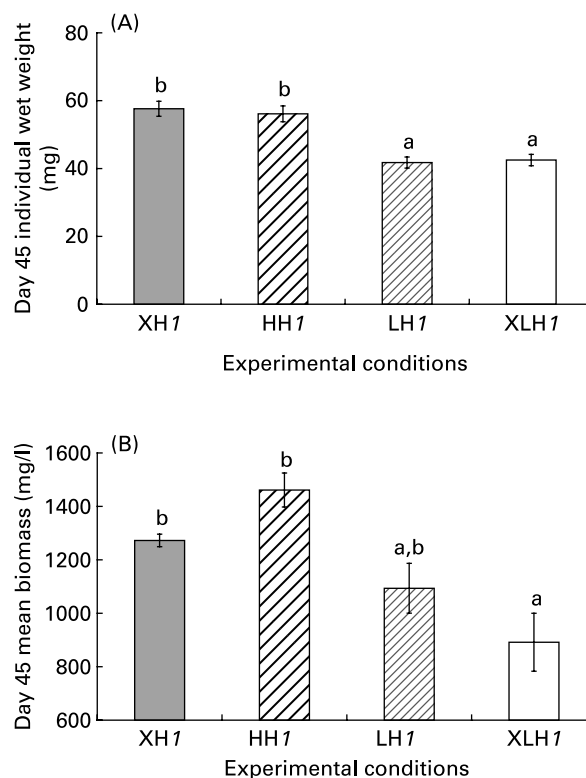 (A)
Day 45 individual wet weight
(mg)
80
60
40
20
0
b
b
a
a
XH1
HH1
LH1
XLH1
Experimental conditions
(B)
Day 45 mean biomass (mg/l)
1600
1400
1200
1000
800
600
b
b
a,b
a
XH1
HH1
LH1
XLH1
Experimental conditions